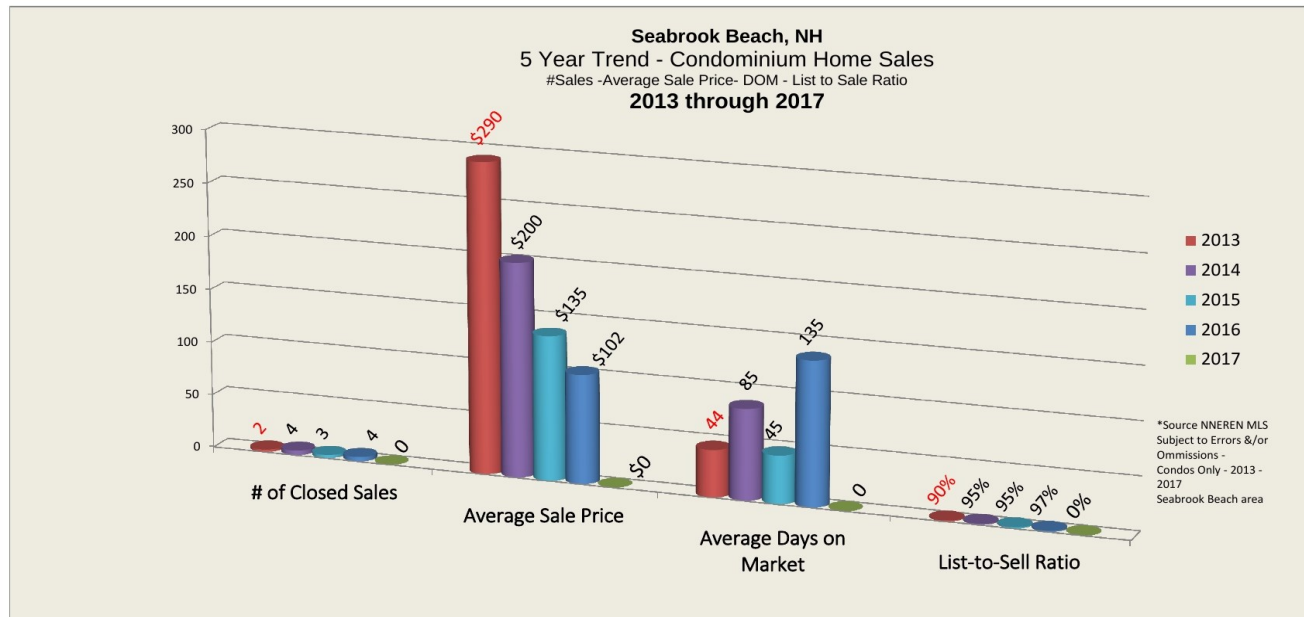 Seabrook Beach, NH
5 Year Trend - Condominium Home Sales
#Sales -Average Sale Price- DOM - List to Sale Ratio
2013 through 2017
300
250
200
150
100
50
0
2
4
3
4
0
$290
$200
$135
$102
$0
44
85
45
135
0
90%
95%
95%
97%
0%
# of Closed Sales
Average Sale Price
Average Days on
Market
List-to-Sell Ratio
2013
2014
2015
2016
2017
*Source NNEREN MLS
Subject to Errors &/or
Ommissions -
Condos Only - 2013 -
2017
Seabrook Beach area